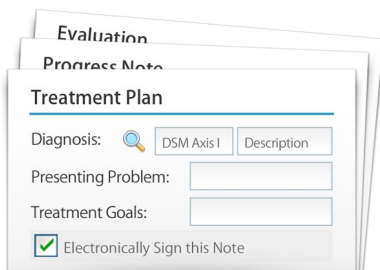 Evaluation
Progress Note
Treatment Plan
Diagnosis: DSM Axis I Description
Presenting Problem:
Treatment Goals:
Electronically Sign this Note